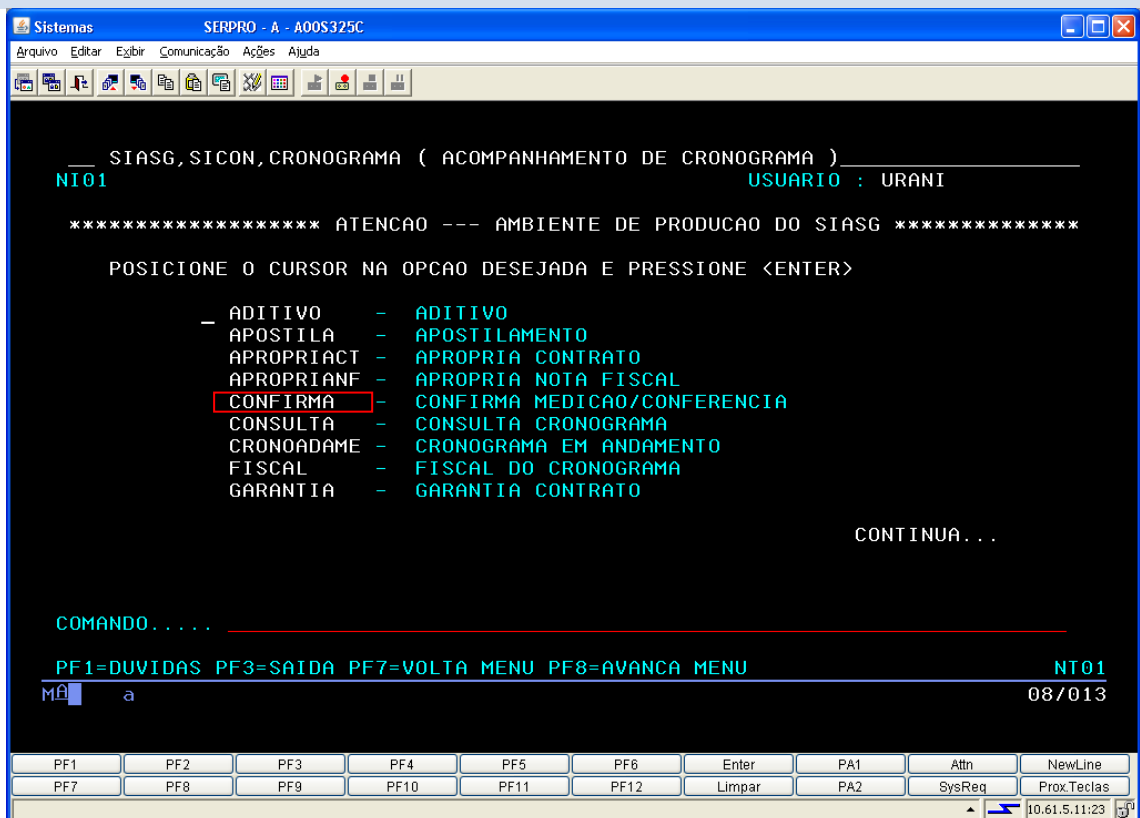 Sistemas SERPRO - A - A00S325C
Arquivo Editar Exibir Comunicação Ações Ajuda
__ SIASG,SICON,CRONOGRAMA ( ACOMPANHAMENTO DE CRONOGRAMA )__________________
NI01 USUARIO : URANI
******************* ATENCAO --- AMBIENTE DE PRODUCAO DO SIASG **************
POSICIONE O CURSOR NA OPCAO DESEJADA E PRESSIONE <ENTER>
_ ADITIVO - ADITIVO
APOSTILA - APOSTILAMENTO
APROPRIACT - APROPRIA CONTRATO
APROPRIANF - APROPRIA NOTA FISCAL
CONFIRMA - CONFIRMA MEDICAO/CONFERENCIA
CONSULTA - CONSULTA CRONOGRAMA
CRONOADAME - CRONOGRAMA EM ANDAMENTO
FISCAL - FISCAL DO CRONOGRAMA
GARANTIA - GARANTIA CONTRATO
CONTINUA...
COMANDO.....
PF1=DUVIDAS PF3=SAIDA PF7=VOLTA MENU PF8=AVANCA MENU NT01
MA a 08/013
PF1 PF2 PF3 PF4 PF5 PF6 Enter PA1 Attn NewLine
PF7 PF8 PF9 PF10 PF11 PF12 Limpar PA2 SysReq Prox.Teclas
10.61.5.11:23